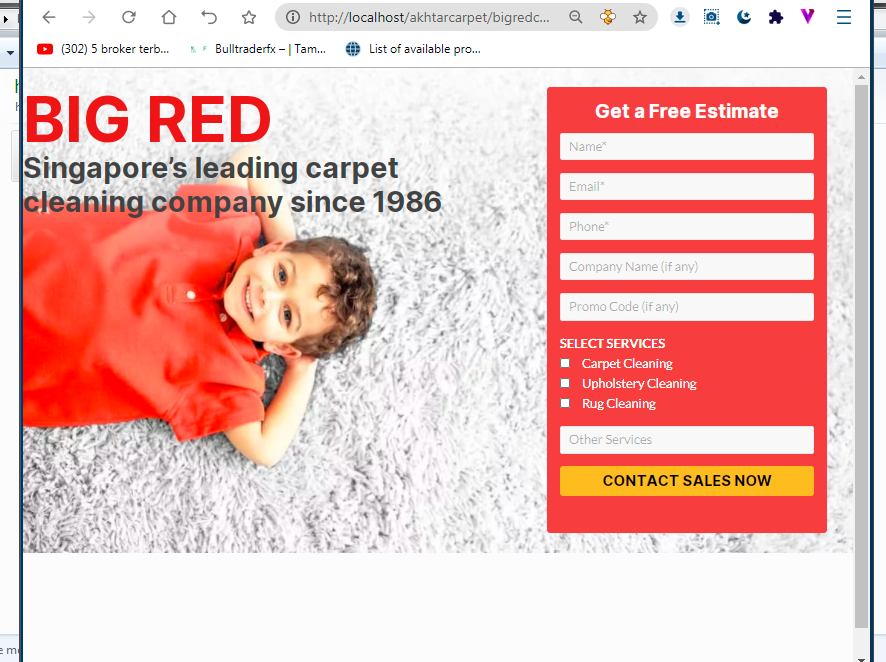 http://localhost/akhtarcarpet/bigredc...
(302) 5 broker terb...
Bulltraderfx – | Tam...
List of available pro...
BIG RED
Singapore’s leading carpet
cleaning company since 1986
Get a Free Estimate
Name*
Email*
Phone*
Company Name (if any)
Promo Code (if any)
SELECT SERVICES
Carpet Cleaning
Upholstery Cleaning
Rug Cleaning
Other Services
CONTACT SALES NOW